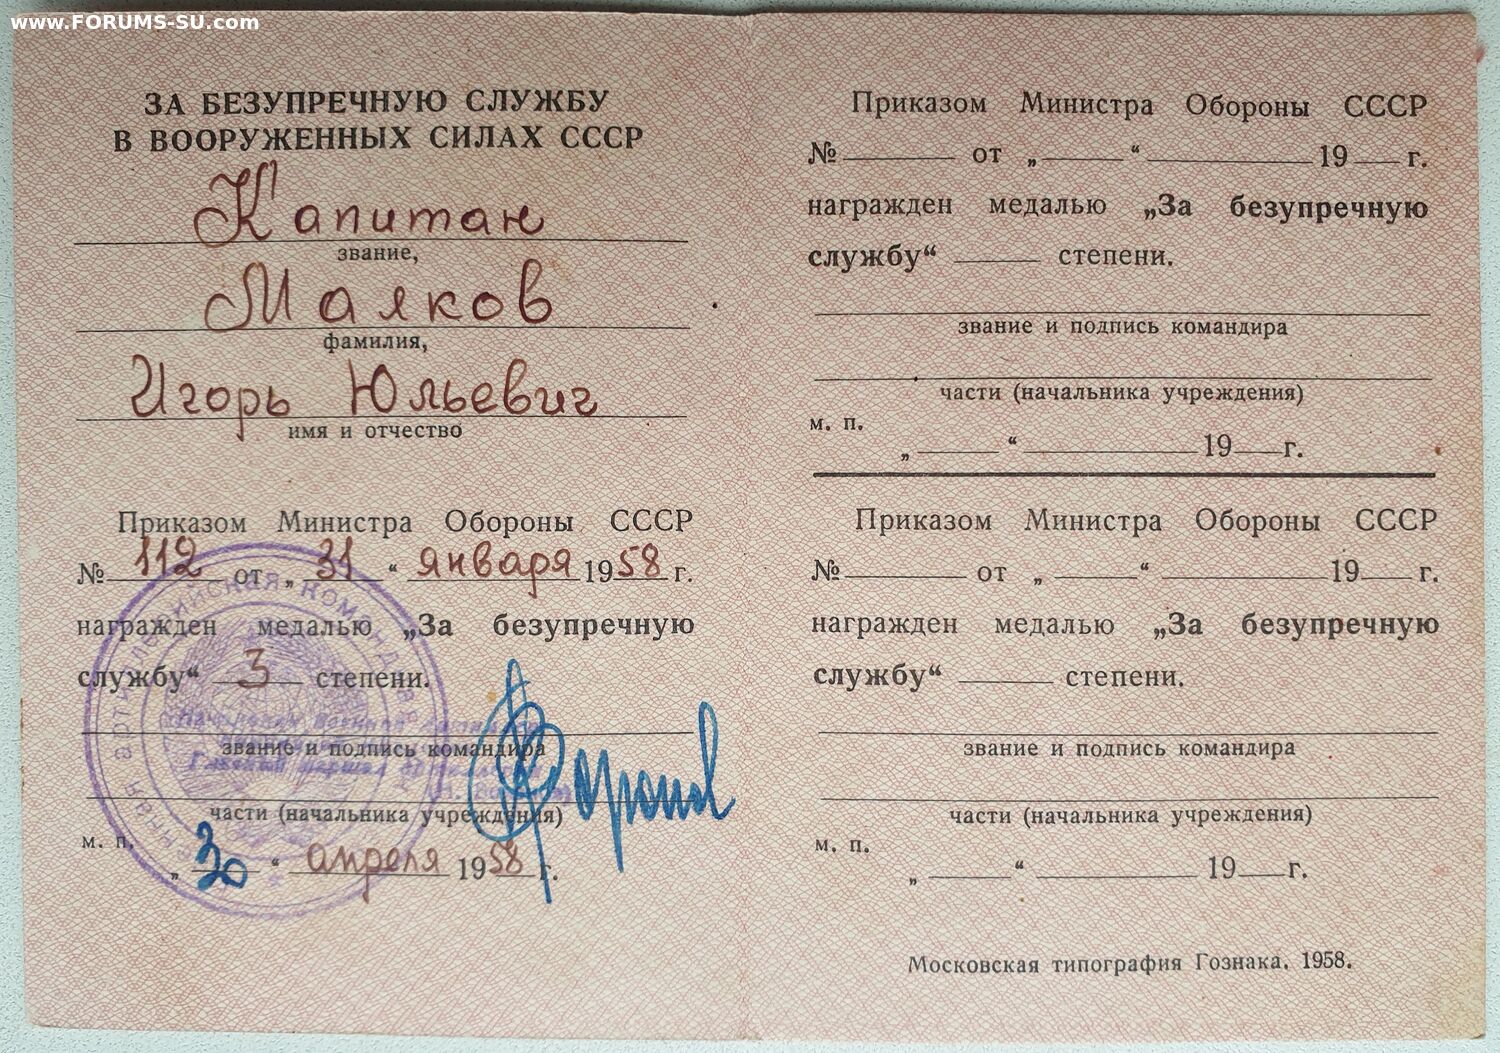 www.FORUMS-SU.com
ЗА БЕЗУПРЕЧНУЮ СЛУЖБУ
В ВООРУЖЕННЫХ СИЛАХ СССР
Капитан
звание,
Маяков
фамилия,
Игорь Юльевич
имя и отчество
Приказом Министра Обороны СССР
№ 112 от „ 31 “ января 1958 г.
награжден медалью „За безупречную
службу“ 3 степени.
звание и подпись командира
части (начальника учреждения)
м. п.
„ 30 “ апреля 1958 г.
артиллерийская командная
Приказом Министра Обороны СССР
№ от „ “ 19 г.
награжден медалью „За безупречную
службу“ степени.
звание и подпись командира
части (начальника учреждения)
м. п.
„ “ 19 г.
Приказом Министра Обороны СССР
№ от „ “ 19 г.
награжден медалью „За безупречную
службу“ степени.
звание и подпись командира
части (начальника учреждения)
м. п.
„ “ 19 г.
Московская типография Гознака. 1958.